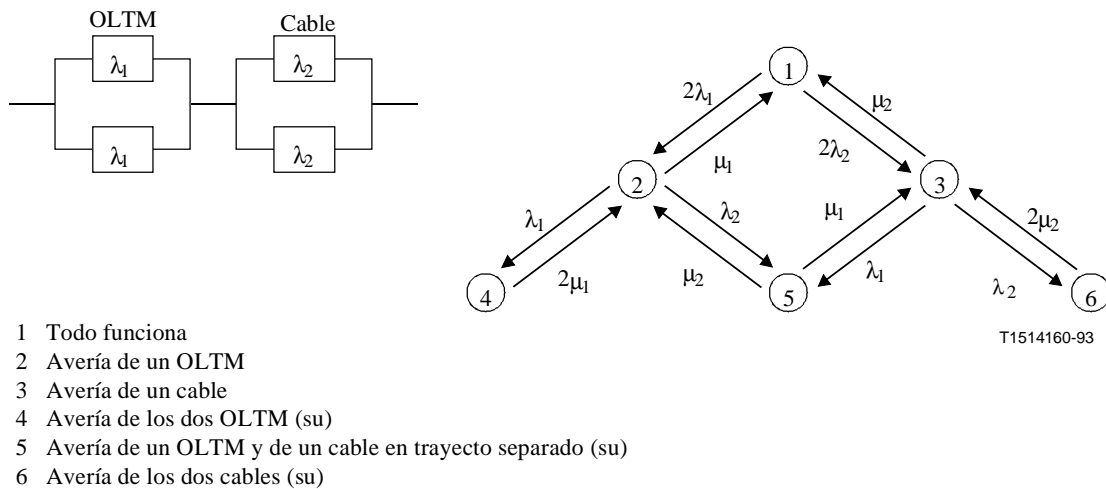 OLTM
Cable
λ1
λ2
λ1
λ2
1
2λ1
μ2
μ1
2λ2
2
3
λ1
λ2
μ1
2μ2
2μ1
μ2
λ1
λ2
4
5
6
T1514160-93
1 Todo funciona
2 Avería de un OLTM
3 Avería de un cable
4 Avería de los dos OLTM (su)
5 Avería de un OLTM y de un cable en trayecto separado (su)
6 Avería de los dos cables (su)